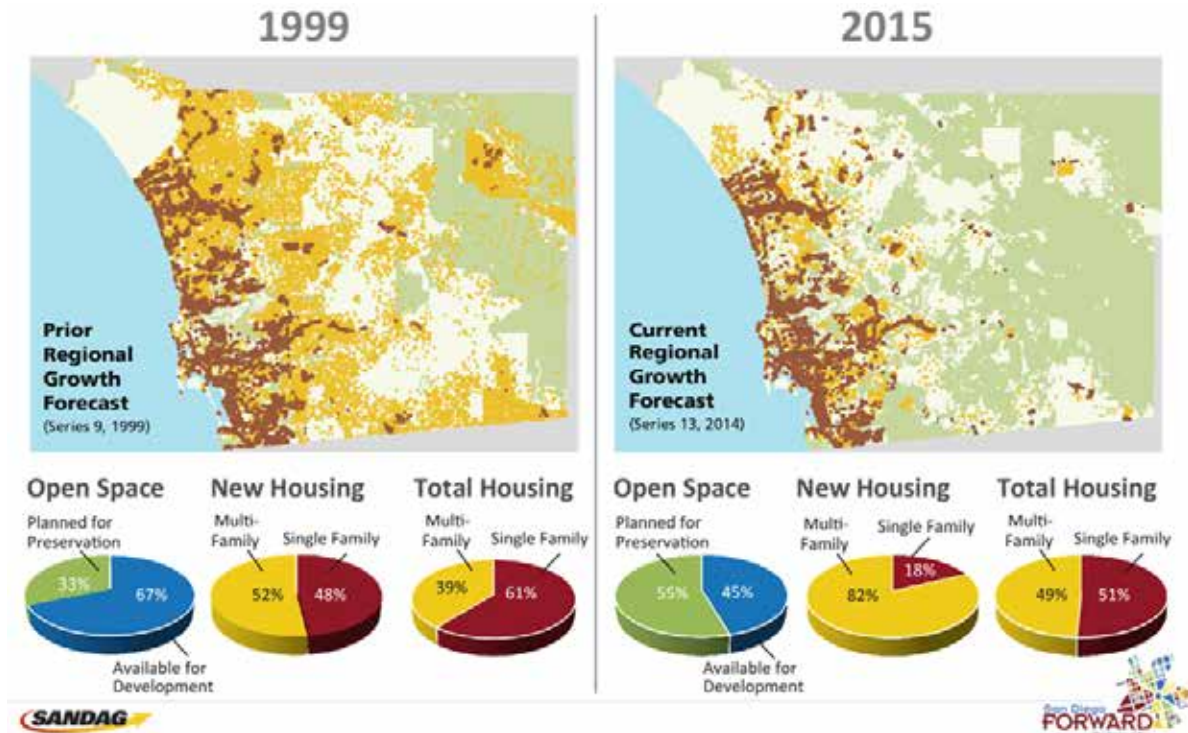 1999
Prior
Regional
Growth
Forecast
(Series 9, 1999)
Open Space
Planned for
Preservation
33%
67%
Available for
Development
New Housing
Multi-
Family
Single Family
52%
48%
Total Housing
Multi-
Family
Single Family
39%
61%
2015
Current
Regional
Growth
Forecast
(Series 13, 2014)
Open Space
Planned for
Preservation
55%
45%
Available for
Development
New Housing
Multi-
Family
Single Family
18%
82%
Total Housing
Multi-
Family
Single Family
49%
51%
SANDAG
San Diego
FORWARD